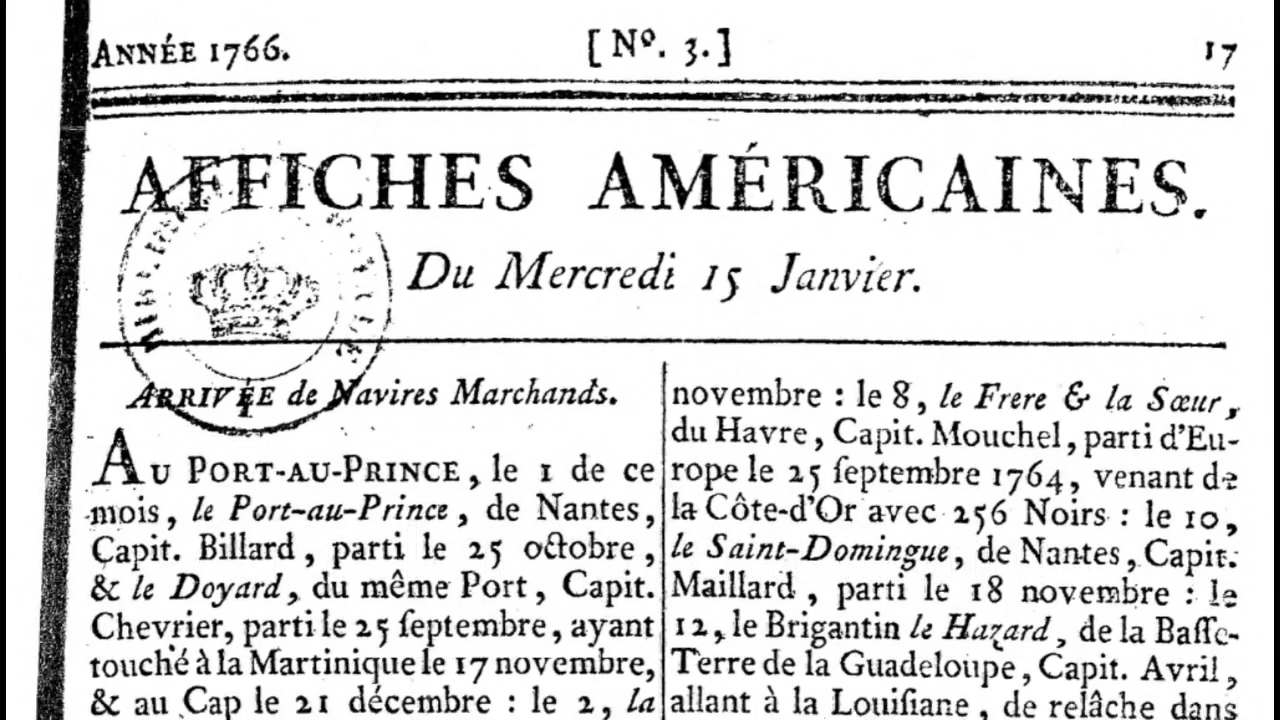 ANNÉE 1766.
[ Nº. 3. ]
17
AFFICHES AMÉRICAINES.
Du Mercredi 15 Janvier.
ARRIVÉE de Navires Marchands.
AU PORT-AU-PRINCE, le 1 de ce
mois, le Port-au-Prince, de Nantes,
Capit. Billard, parti le 25 octobre,
& le Doyard, du même Port, Capit.
Chevrier, parti le 25 ſeptembre, ayant
touché à la Martinique le 17 novembre,
& au Cap le 21 décembre : le 2, la
novembre : le 8, le Frere & la Sœur,
du Havre, Capit. Mouchel, parti d'Eu-
rope le 25 ſeptembre 1764, venant de
la Côte-d'Or avec 256 Noirs : le 10,
le Saint-Domingue, de Nantes, Capit.
Maillard, parti le 18 novembre : le
12, le Brigantin le Hazard, de la Baſſe-
Terre de la Guadeloupe, Capit. Avril,
allant à la Louiſiane, de relâche dans